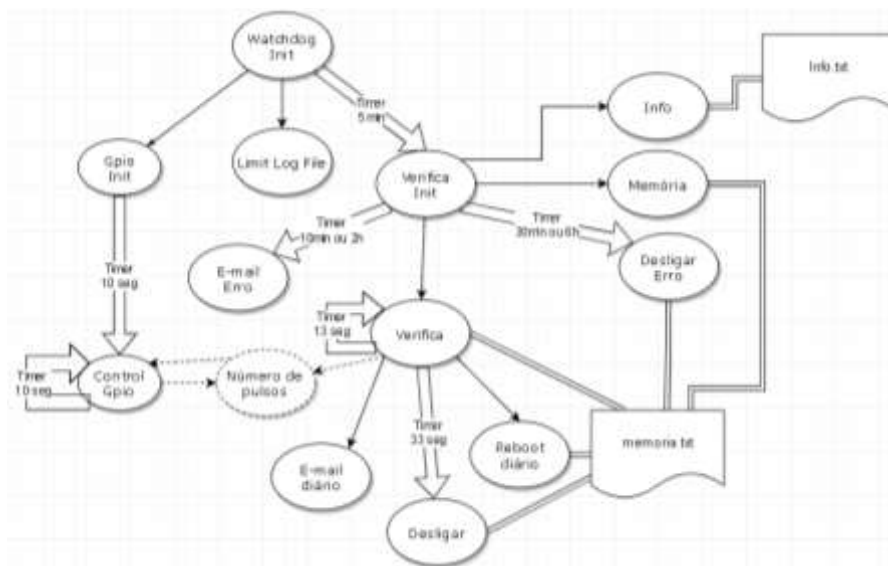 Watchdog
Init
Timer
5 min
Info.txt
Info
Gpio
Init
Limit Log File
Verifica
Init
Memória
Timer
10min ou 2h
Timer
30min ou 6h
E-mail
Erro
Desligar
Erro
Timer
10 seg
Timer
13 seg
Verifica
Timer
10 seg
Control
Gpio
Número de
pulsos
Timer
33 seg
E-mail
diário
Reboot
diário
memoria.txt
Desligar